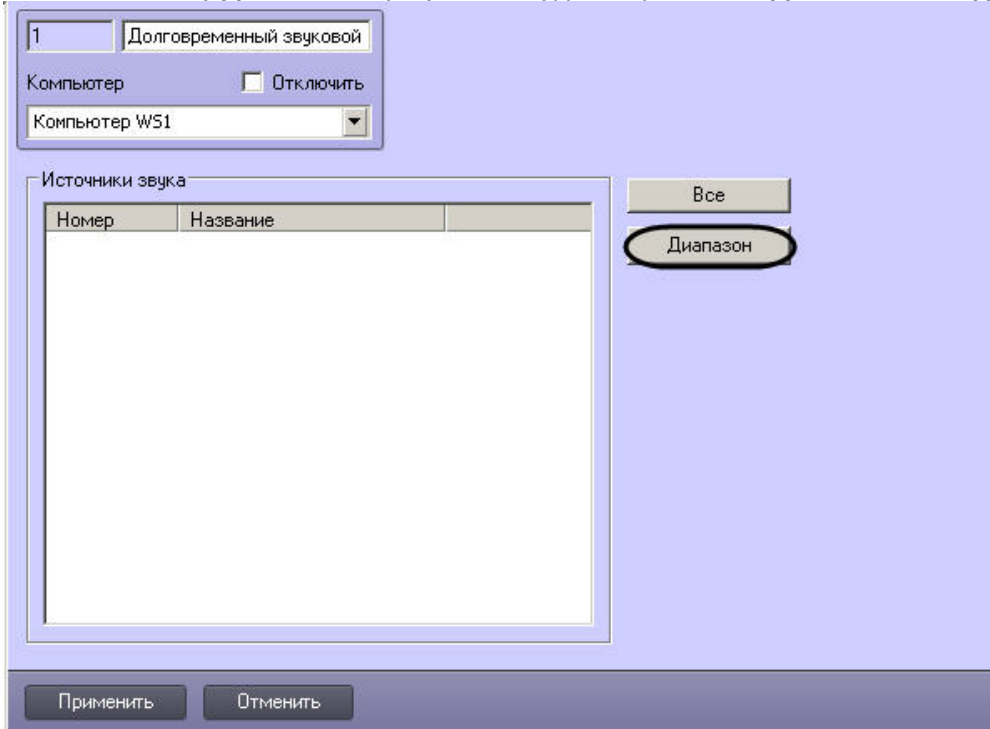 1 Долговременный звуковой
Компьютер Отключить
Компьютер WS1
Источники звука
Все
Номер Название
Диапазон
Применить Отменить